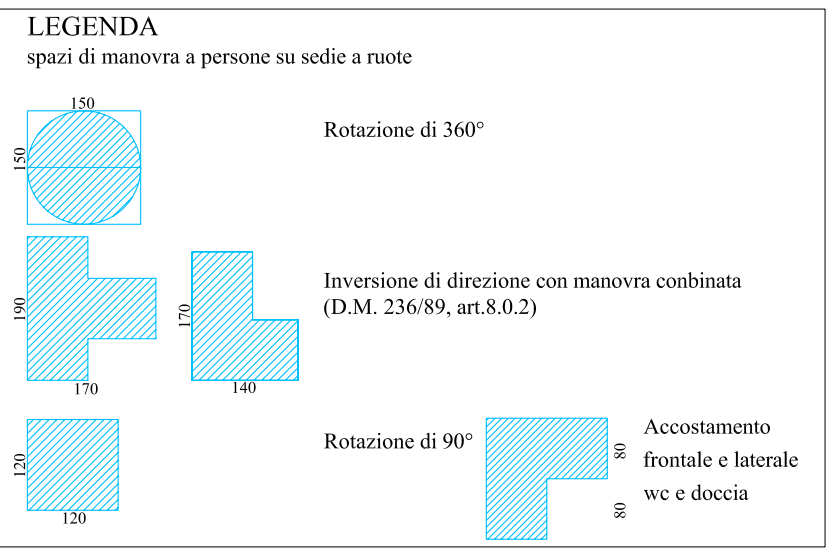 LEGENDA
spazi di manovra a persone su sedie a ruote
150
150
Rotazione di 360°
190
170
170
140
Inversione di direzione con manovra conbinata
(D.M. 236/89, art.8.0.2)
120
120
Rotazione di 90°
80
80
Accostamento
frontale e laterale
wc e doccia